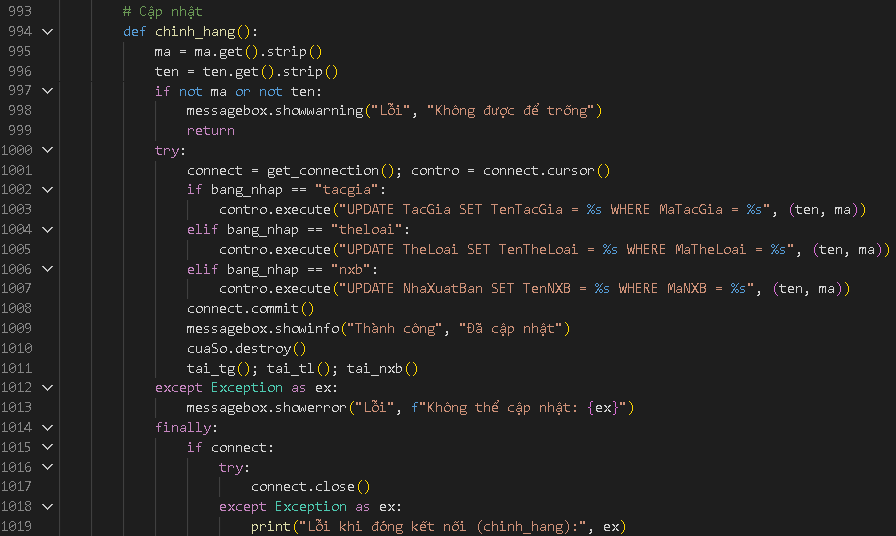 993 # Cập nhật
994 def chinh_hang():
995 ma = ma.get().strip()
996 ten = ten.get().strip()
997 if not ma or not ten:
998 messagebox.showwarning("Lỗi", "Không được để trống")
999 return
1000 try:
1001 connect = get_connection(); contro = connect.cursor()
1002 if bang_nhap == "tacgia":
1003 contro.execute("UPDATE TacGia SET TenTacGia = %s WHERE MaTacGia = %s", (ten, ma))
1004 elif bang_nhap == "theloai":
1005 contro.execute("UPDATE TheLoai SET TenTheLoai = %s WHERE MaTheLoai = %s", (ten, ma))
1006 elif bang_nhap == "nxb":
1007 contro.execute("UPDATE NhaXuatBan SET TenNXB = %s WHERE MaNXB = %s", (ten, ma))
1008 connect.commit()
1009 messagebox.showinfo("Thành công", "Đã cập nhật")
1010 cuaSo.destroy()
1011 tai_tg(); tai_tl(); tai_nxb()
1012 except Exception as ex:
1013 messagebox.showerror("Lỗi", f"Không thể cập nhật: {ex}")
1014 finally:
1015 if connect:
1016 try:
1017 connect.close()
1018 except Exception as ex:
1019 print("Lỗi khi đóng kết nối (chinh_hang):", ex)